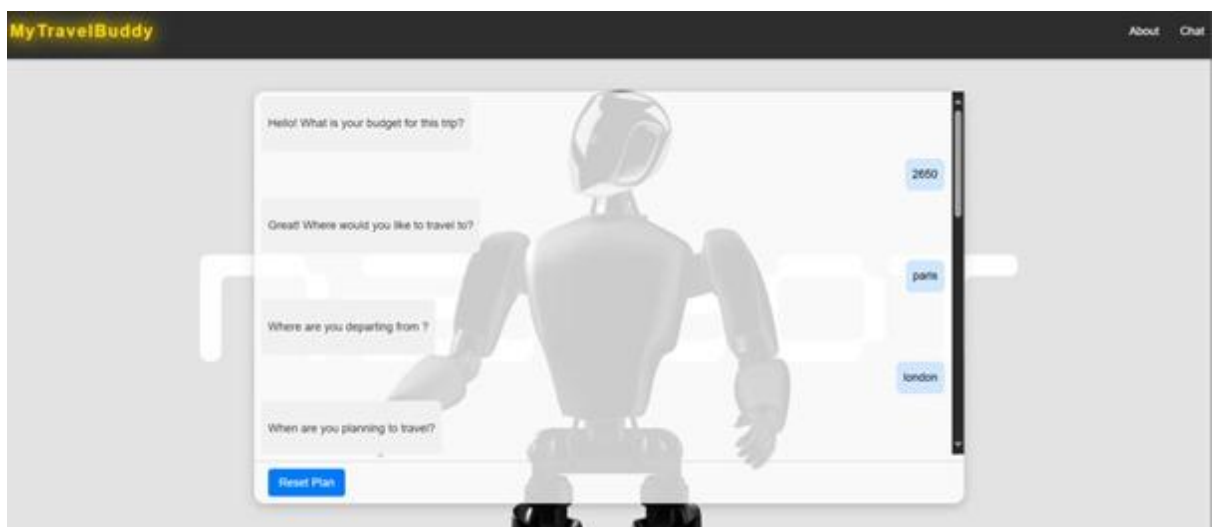 MyTravelBuddy
About Chat
Hello! What is your budget for this trip?
2650
Great! Where would you like to travel to?
paris
Where are you departing from ?
london
When are you planning to travel?
Reset Plan